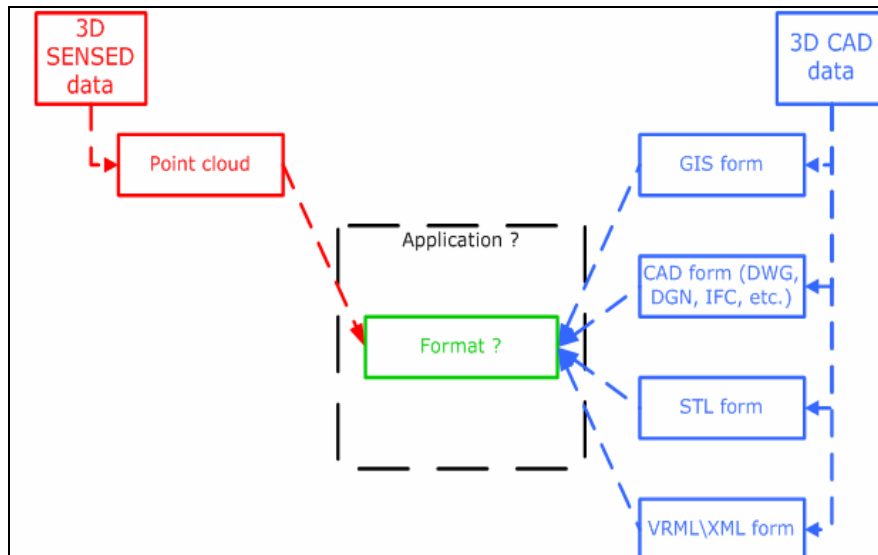 3D
SENSED
data
3D CAD
data
Point cloud
GIS form
Application ?
CAD form (DWG,
DGN, IFC, etc.)
Format ?
STL form
VRML\XML form